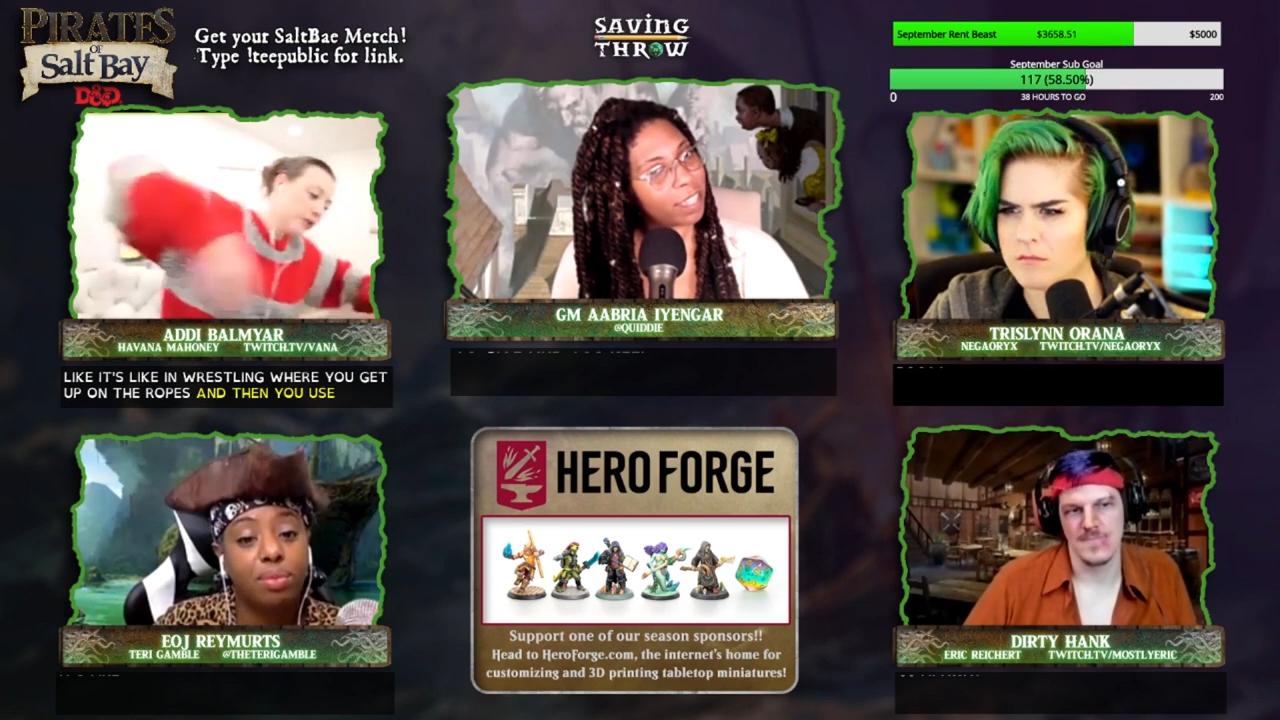 PIRATES
OF
Salt Bay
D&D
Get your SaltBae Merch!
Type !teepublic for link.
SAVING
THROW
September Rent Beast $3658.51 $5000
September Sub Goal
117 (58.50%)
0 38 HOURS TO GO 200
ADDI BALMYAR
HAVANA MAHONEY TWITCH.TV/VANA
LIKE IT'S LIKE IN WRESTLING WHERE YOU GET
UP ON THE ROPES AND THEN YOU USE
GM AABRIA IYENGAR
@QUIDDIE
TRISLYNN ORANA
NEGAORYX TWITCH.TV/NEGAORYX
EOJ REYMURTS
TERI GAMBLE @THETERIGAMBLE
HERO FORGE
Support one of our season sponsors!!
Head to HeroForge.com, the internet's home for
customizing and 3D printing tabletop miniatures!
DIRTY HANK
ERIC REICHERT TWITCH.TV/MOSTLYERIC